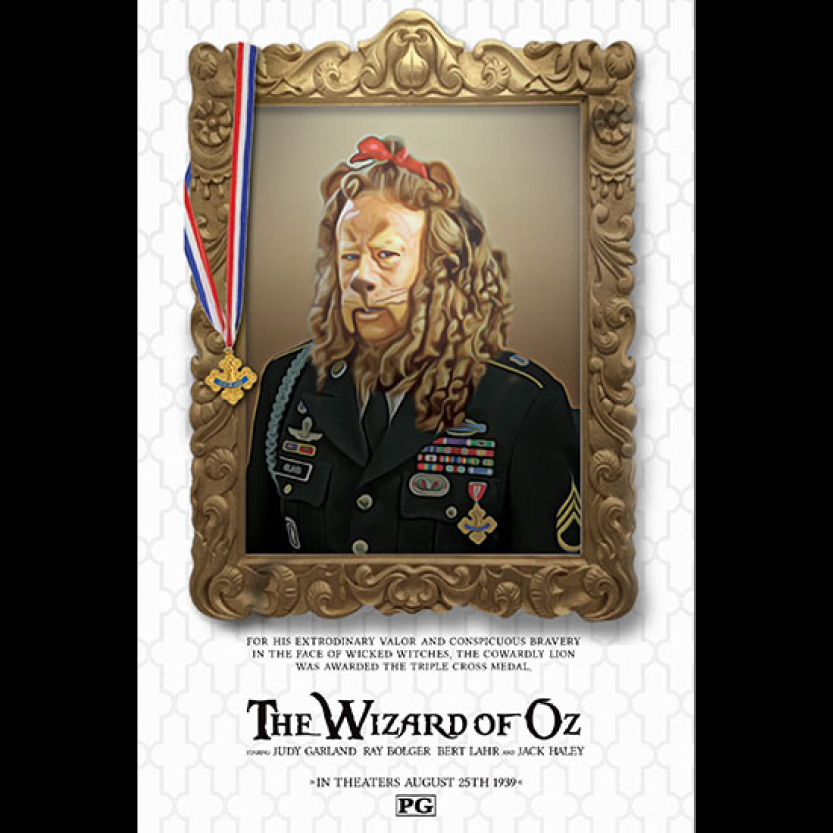 FOR HIS EXTRODINARY VALOR AND CONSPICUOUS BRAVERY
IN THE FACE OF WICKED WITCHES, THE COWARDLY LION
WAS AWARDED THE TRIPLE CROSS MEDAL.
THE WIZARD OF OZ
STARRING JUDY GARLAND RAY BOLGER BERT LAHR AND JACK HALEY
»IN THEATERS AUGUST 25TH 1939«
PG